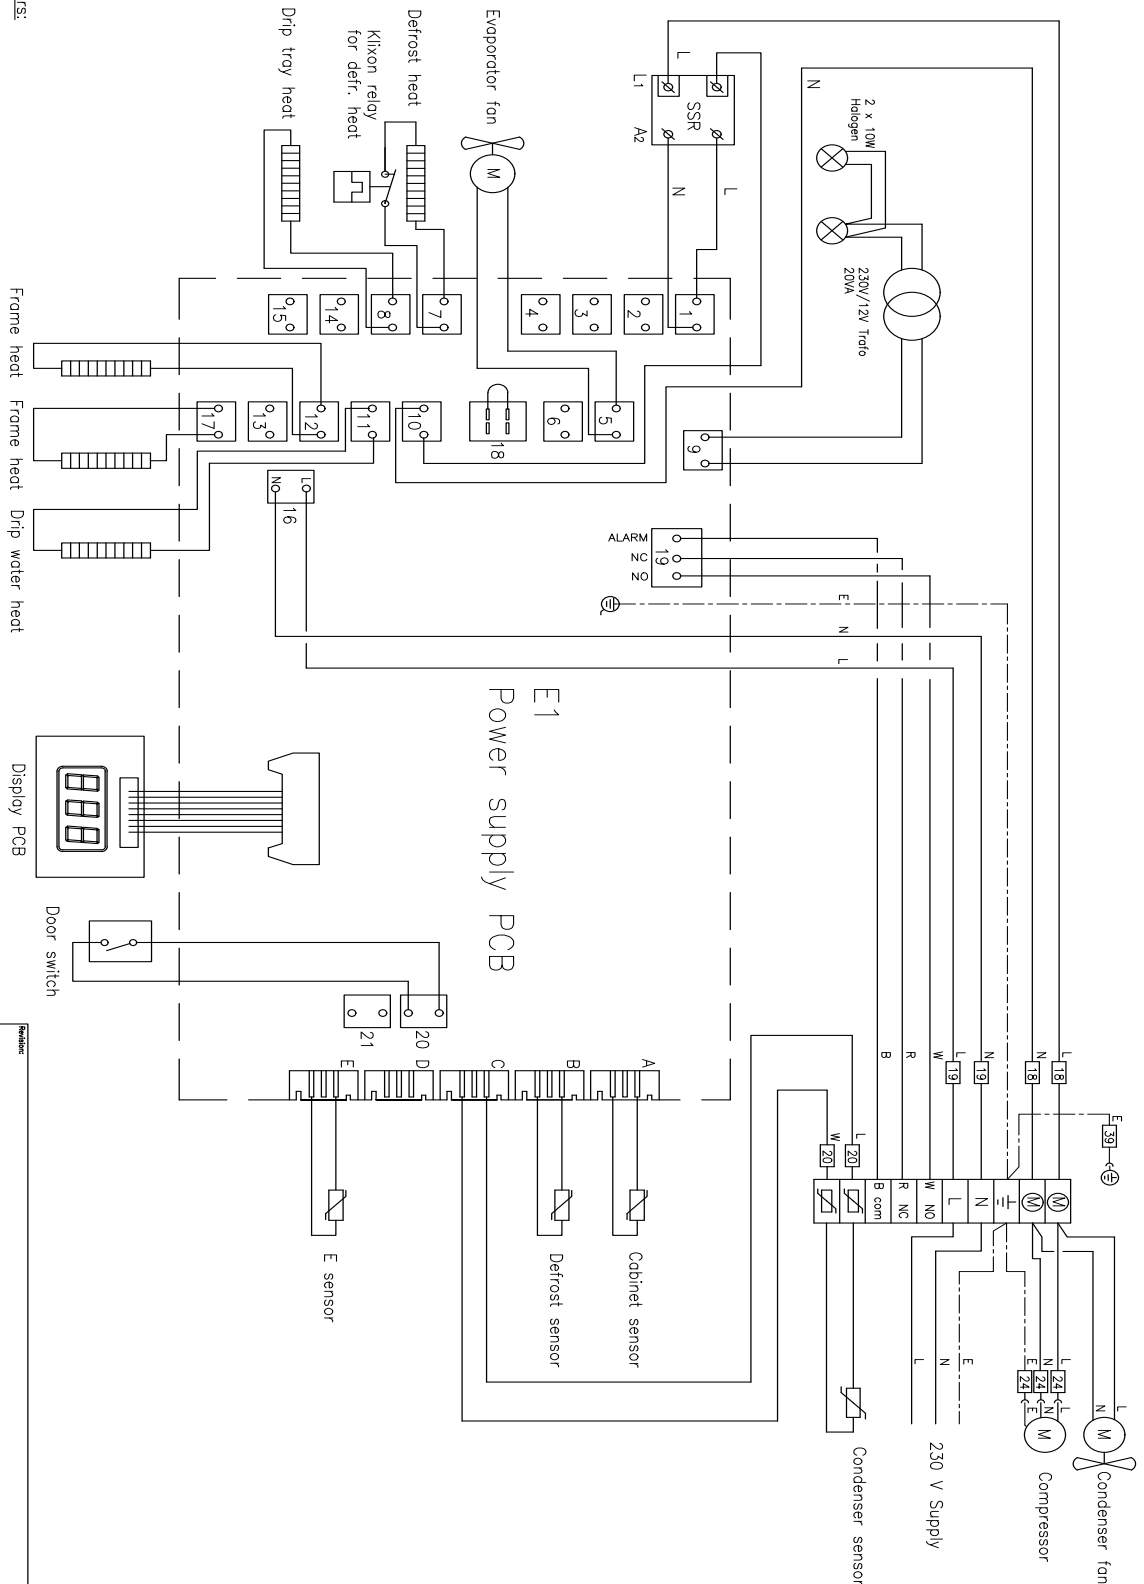 rs:
Drip tray heat
Klixon relay
for defr. heat
Defrost heat
Evaporator fan
M
L
L1
SSR
A2
L
N
N
2 x 10W
Halogen
230V/12V Trafo
20VA
15
14
8
7
4
3
2
1
17
13
12
11
10
18
6
5
9
N
L
16
ALARM
NC
NO
19
E
N
L
Frame heat
Frame heat
Drip water heat
E1
Power supply PCB
Display PCB
Door switch
21
20
E
D
C
B
A
E sensor
Defrost sensor
Cabinet sensor
B
R
W
L
19
N
19
N
18
L
18
E
39
W
20
L
20
B com
R NC
W NO
L
N
M
M
L
N
E
E
24
E
N
24
N
L
24
L
M
N
L
M
Condenser sensor
230 V Supply
Compressor
Condenser fan
Revision: